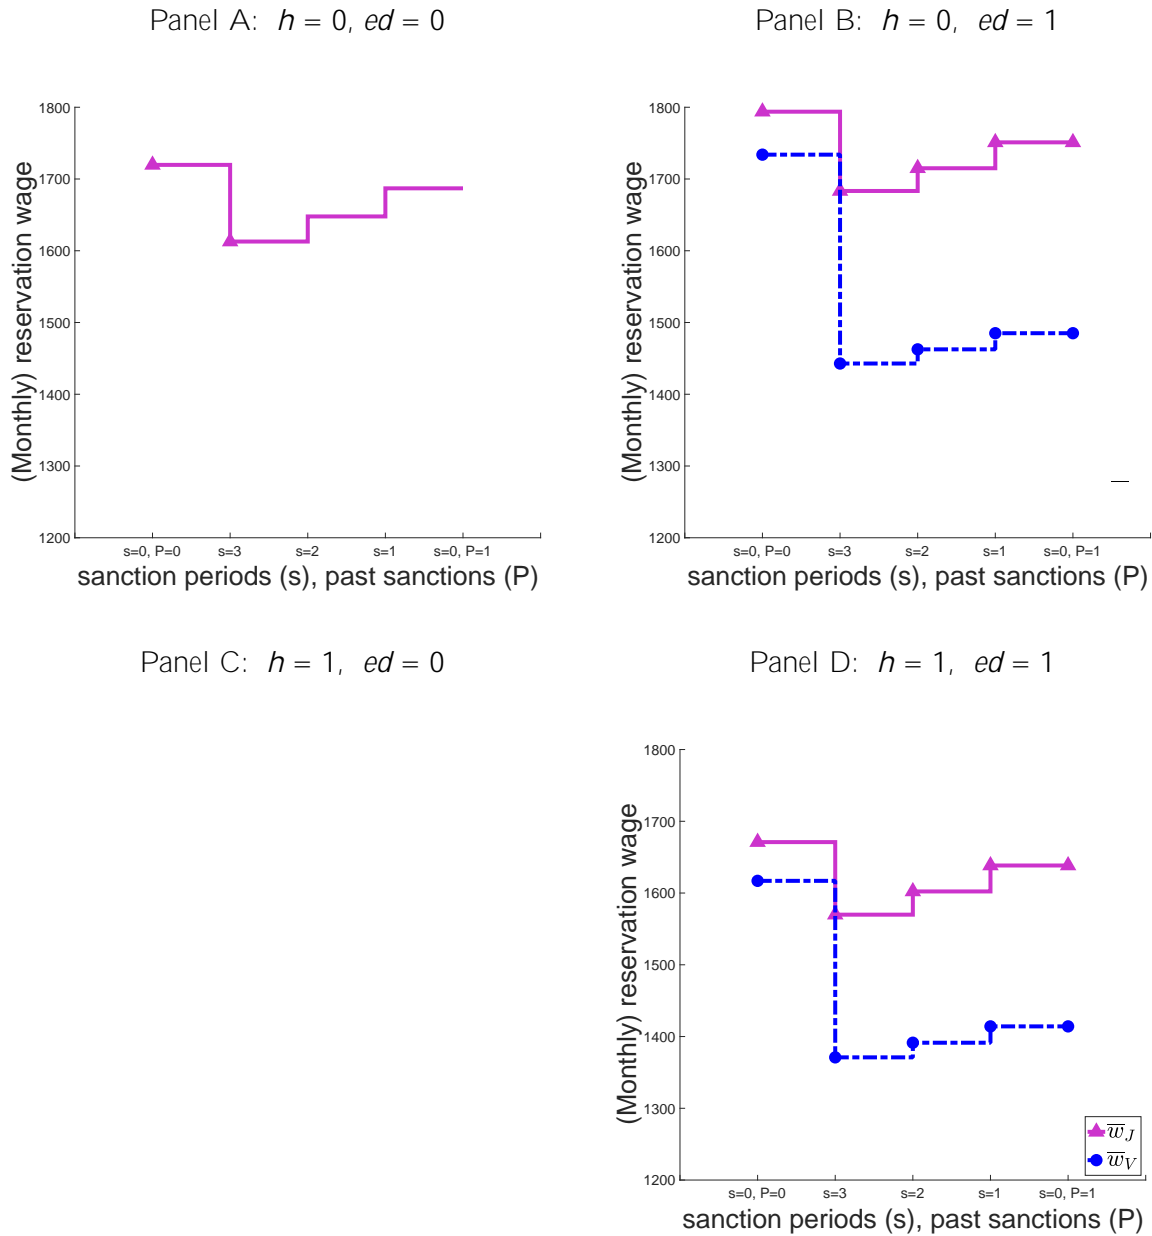 Panel A: h = 0, ed = 0
Panel B: h = 0, ed = 1
(Monthly) reservation wage
1800
1700
1600
1500
1400
1300
1200
s=0, P=0
s=3
s=2
s=1
s=0, P=1
sanction periods (s), past sanctions (P)
(Monthly) reservation wage
1800
1700
1600
1500
1400
1300
1200
s=0, P=0
s=3
s=2
s=1
s=0, P=1
sanction periods (s), past sanctions (P)
Panel C: h = 1, ed = 0
Panel D: h = 1, ed = 1
(Monthly) reservation wage
1800
1700
1600
1500
1400
1300
1200
s=0, P=0
s=3
s=2
s=1
s=0, P=1
sanction periods (s), past sanctions (P)
w̅_J
w̅_V